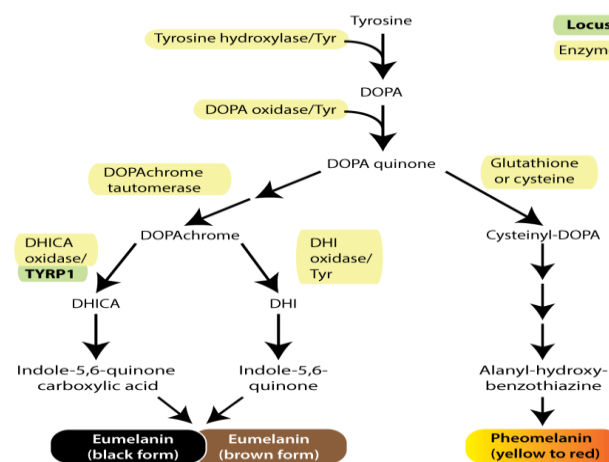 Tyrosine
Locus
Tyrosine hydroxylase/Tyr
DOPA
DOPA oxidase/Tyr
DOPA quinone
Glutathione
or cysteine
DOPAchrome
tautomerase
DOPAchrome
Cysteinyl-DOPA
DHICA
oxidase/
TYRP1
DHI
oxidase/
Tyr
DHICA
DHI
Indole-5,6-quinone
carboxylic acid
Indole-5,6-
quinone
Alanyl-hydroxy-
benzothiazine
Eumelanin
(black form)
Eumelanin
(brown form)
Pheomelanin
(yellow to red)